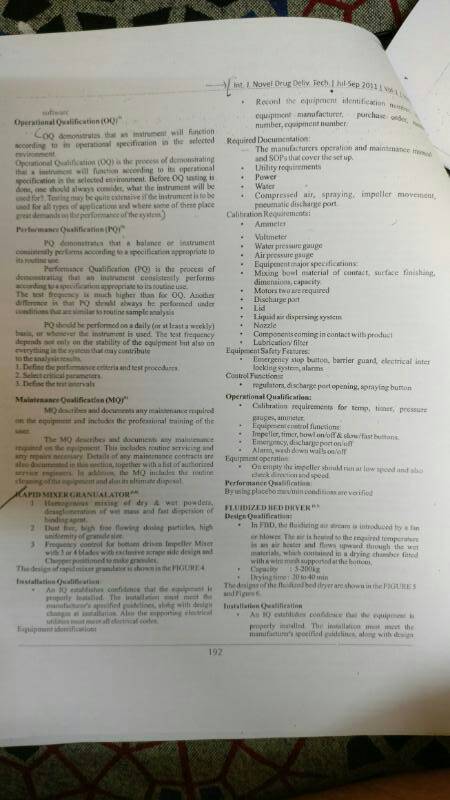 Int. J. Novel Drug Deliv. Tech. | Jul-Sep 2011 | Vol-1 |
software
Operational Qualification (OQ)
OQ demonstrates that an instrument will function
according to its operational specification in the selected
environment.
Operational Qualification (OQ) is the process of demonstrating
that a instrument will function according to its operational
specification in the selected environment. Before OQ testing is
done, one should always consider, what the instrument will be
used for?. Testing may be quite extensive if the instrument is to be
used for all types of applications and where some of these place
great demands on the performance of the system.)
Performance Qualification (PQ)
PQ demonstrates that a balance or instrument
consistently performs according to a specification appropriate to
its routine use.
Performance Qualification (PQ) is the process of
demonstrating that an instrument consistently performs
according to a specification appropriate to its routine use.
The test frequency is much higher than for OQ. Another
difference is that PQ should always be performed under
conditions that are similar to routine sample analysis
PQ should be performed on a daily (or at least a weekly)
basis, or whenever the instrument is used. The test frequency
depends not only on the stability of the equipment but also on
everything in the system that may contribute
to the analysis results.
1. Define the performance criteria and test procedures.
2. Select critical parameters.
3. Define the test intervals
Maintenance Qualification (MQ)
MQ describes and documents any maintenance required
on the equipment and includes the professional training of the
user.
The MQ describes and documents any maintenance
required on the equipment. This includes routine servicing and
any repairs necessary. Details of any maintenance contracts are
also documented in this section, together with a list of authorized
service engineers. In addition, the MQ includes the routine
cleaning of the equipment and also its ultimate disposal.
RAPID MIXER GRANUALATOR
1 Homogenous mixing of dry & wet powders,
deagglomeration of wet mass and fast dispersion of
binding agent.
2 Dust free, high free flowing dosing particles, high
uniformity of granule size.
3 Frequency control for bottom driven Impeller Mixer
with 3 or 4 blades with exclusive scrape side design and
Chopper positioned to make granules.
The design of rapid mixer granulator is shown in the FIGURE 4
Installation Qualification:
• An IQ establishes confidence that the equipment is
properly installed. The installation must meet the
manufacturer's specified guidelines, along with design
changes at installation. Also the supporting electrical
utilities must meet all electrical codes.
Equipment identification:
• Record the equipment identification
equipment manufacturer, purchase order,
number, equipment number.
Required Documentation:
The manufacturers operation and maintenance manual
and SOPs that cover the set up.
• Utility requirements
• Power
• Water
• Compressed air, spraying, impeller movement,
pneumatic discharge port.
Calibration Requirements:
• Ammeter
• Voltmeter
• Water pressure gauge
• Air pressure gauge
• Equipment major specifications:
• Mixing bowl material of contact, surface finishing,
dimensions, capacity.
• Motors two are required
• Discharge port
• Lid
• Liquid air dispersing system
• Nozzle
• Components coming in contact with product
• Lubrication/ filter
Equipment Safety Features:
• Emergency stop button, barrier guard, electrical inter
locking system, alarms
Control Functions:
• regulators, discharge port opening, spraying button
Operational Qualification:
• Calibration requirements for temp, timer, pressure
gauges, ammeter.
• Equipment control functions:
• Impeller, timer, bowl on/off & slow/fast buttons.
• Emergency, discharge port on/off
• Alarm, wash down walls on/off
Equipment operation:
• On empty the impeller should run at low speed and also
check direction and speed.
Performance Qualification:
By using placebo max/min conditions are verified
FLUIDIZED BED DRYER
Design Qualification:
• In FBD, the fluidizing air stream is introduced by a fan
or blower. The air is heated to the required temperature
in an air heater and flows upward through the wet
materials, which contained in a drying chamber fitted
with a wire mesh supported at the bottom.
• Capacity : 5-200kg
• Drying time : 20 to 40 min
The designs of the fluidized bed dryer are shown in the FIGURE 5
and Figure 6.
Installation Qualification
• An IQ establishes confidence that the equipment is
properly installed. The installation must meet the
manufacturer's specified guidelines, along with design
192